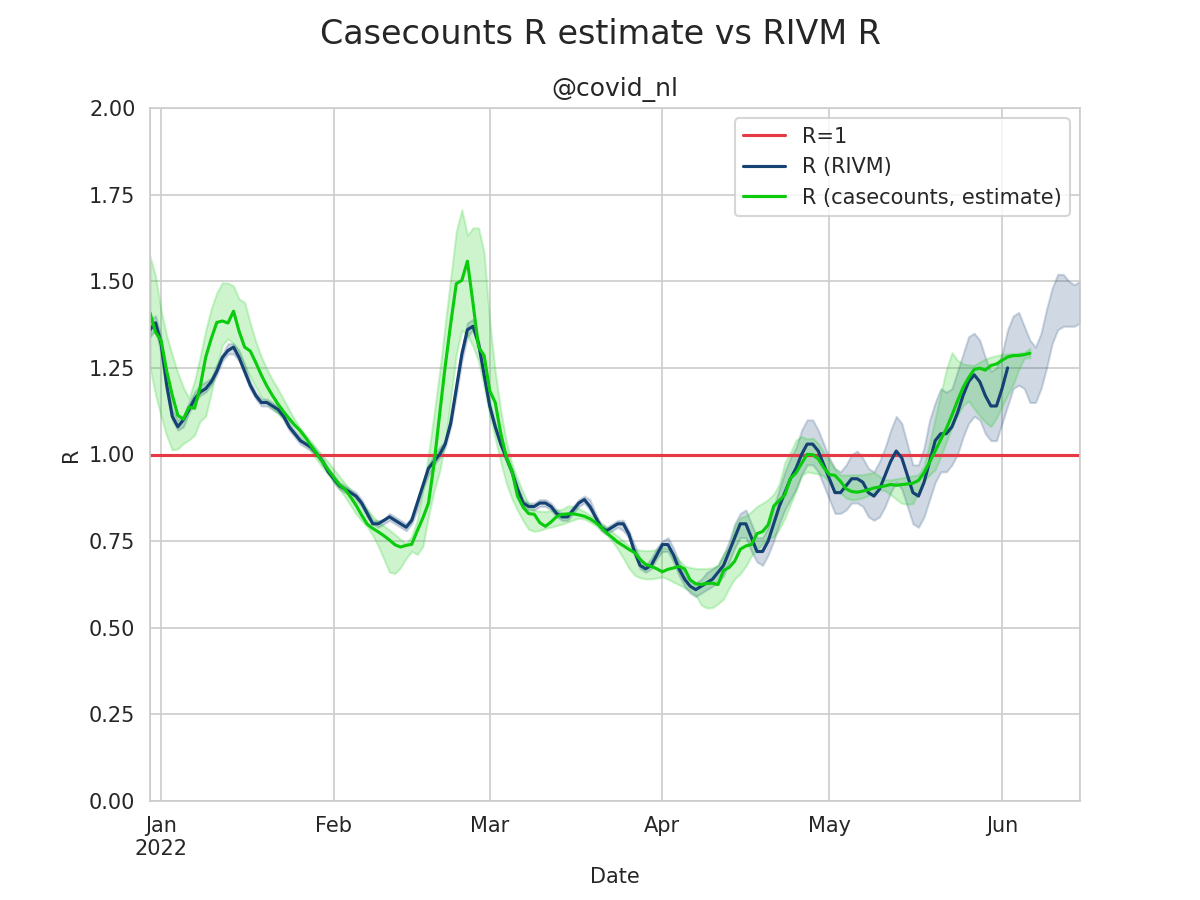 Casecounts R estimate vs RIVM R
@covid_nl
2.00
1.75
1.50
1.25
1.00
0.75
0.50
0.25
0.00
R
R=1
R (RIVM)
R (casecounts, estimate)
Jan Feb Mar Apr May Jun
2022
Date